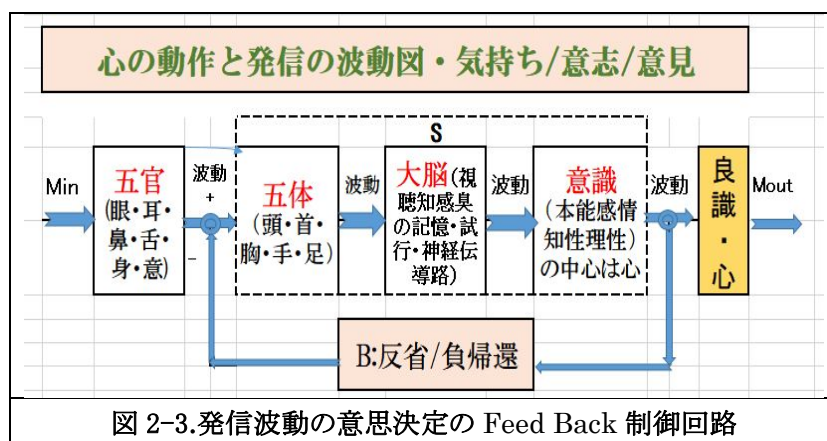 心の動作と発信の波動図・気持ち/意志/意見
S
Min
五官
(眼・耳・
鼻・舌・
身・意)
波動
+
−
五体
(頭・首・
胸・手・足)
波動
大脳(視
聴知感臭
の記憶・試
行・神経伝
導路)
波動
意識
(本能感情
知性理性)
の中心は心
波動
良識・心
Mout
B:反省/負帰還
図 2-3.発信波動の意思決定の Feed Back 制御回路